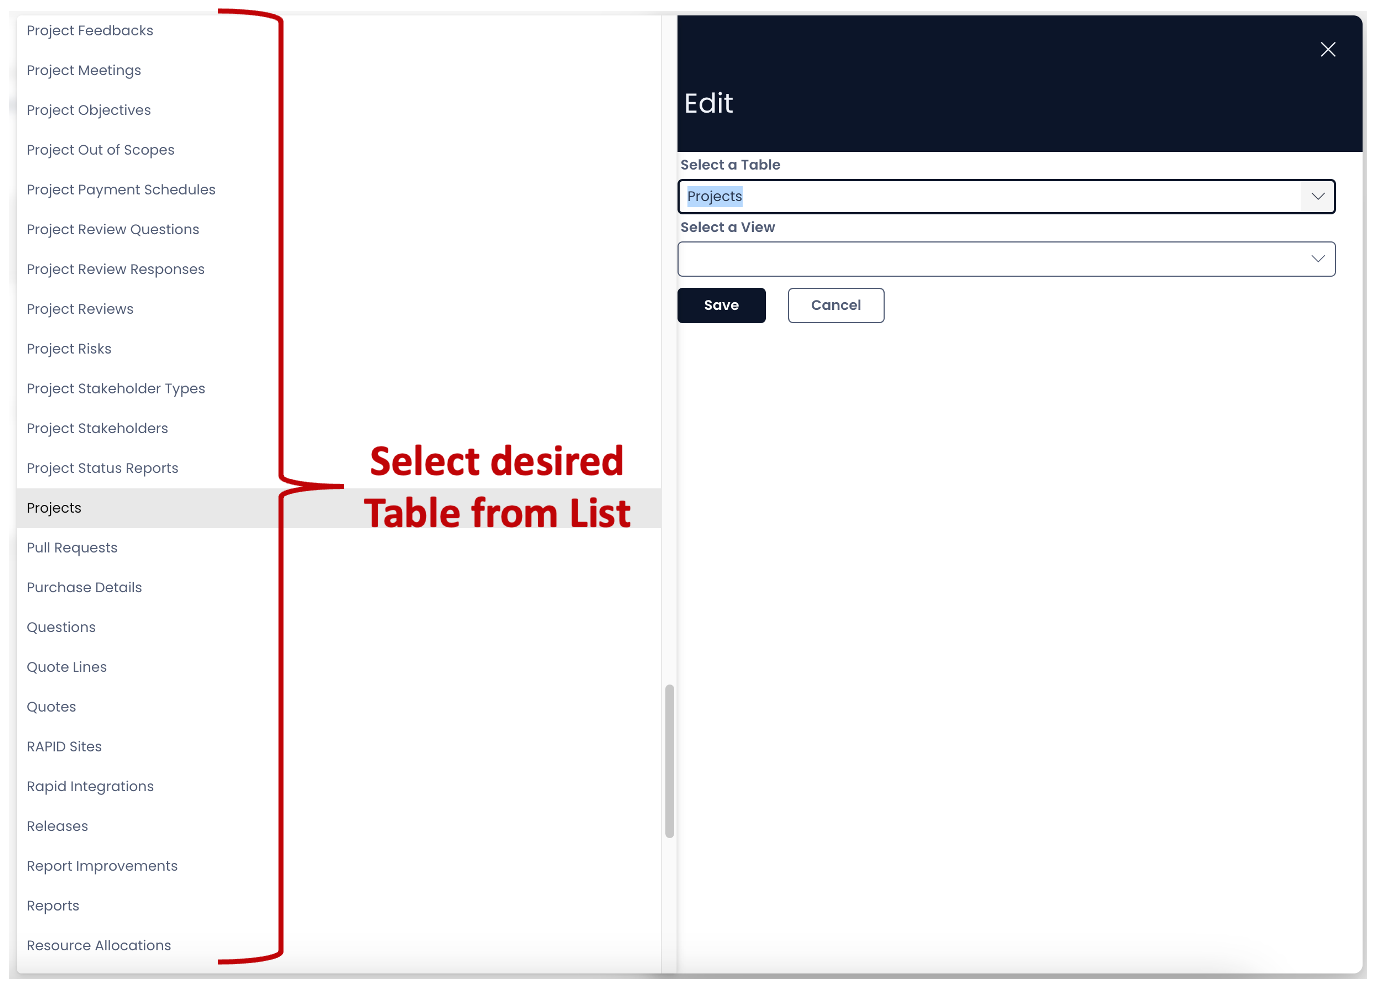 Project Feedbacks
Project Meetings
Project Objectives
Project Out of Scopes
Project Payment Schedules
Project Review Questions
Project Review Responses
Project Reviews
Project Risks
Project Stakeholder Types
Project Stakeholders
Project Status Reports
Projects
Pull Requests
Purchase Details
Questions
Quote Lines
Quotes
RAPID Sites
Rapid Integrations
Releases
Report Improvements
Reports
Resource Allocations
Select desired
Table from List
Edit
Select a Table
Projects
Select a View
Save Cancel